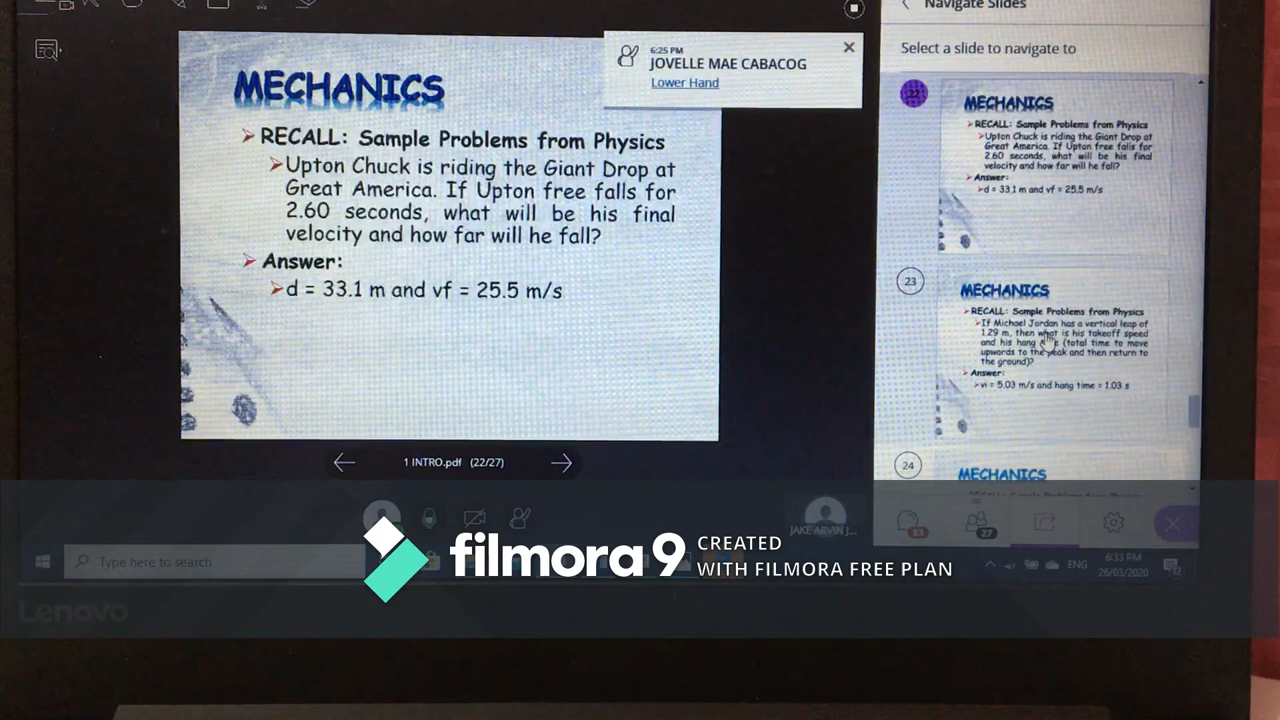 Navigate Slides
Select a slide to navigate to
6:25 PM
JOVELLE MAE CABACOG
Lower Hand
MECHANICS
RECALL: Sample Problems from Physics
Upton Chuck is riding the Giant Drop at
Great America. If Upton free falls for
2.60 seconds, what will be his final
velocity and how far will he fall?
Answer:
d = 33.1 m and vf = 25.5 m/s
1 INTRO.pdf (22/27)
22
MECHANICS
RECALL: Sample Problems from Physics
Upton Chuck is riding the Giant Drop at
Great America. If Upton free falls for
2.60 seconds, what will be his final
velocity and how far will he fall?
Answer:
d = 33.1 m and vf = 25.5 m/s
23
MECHANICS
RECALL: Sample Problems from Physics
If Michael Jordan has a vertical leap of
1.29 m, then what is his takeoff speed
and his hang (total time to move
upwards to the peak and then return to
the ground)?
Answer:
vi = 5.03 m/s and hang time = 1.03 s
24
MECHANICS
JAKE ARVIN J...
27
Type here to search
ENG
6:33 PM
26/03/2020
filmora9
CREATED
WITH FILMORA FREE PLAN
Lenovo